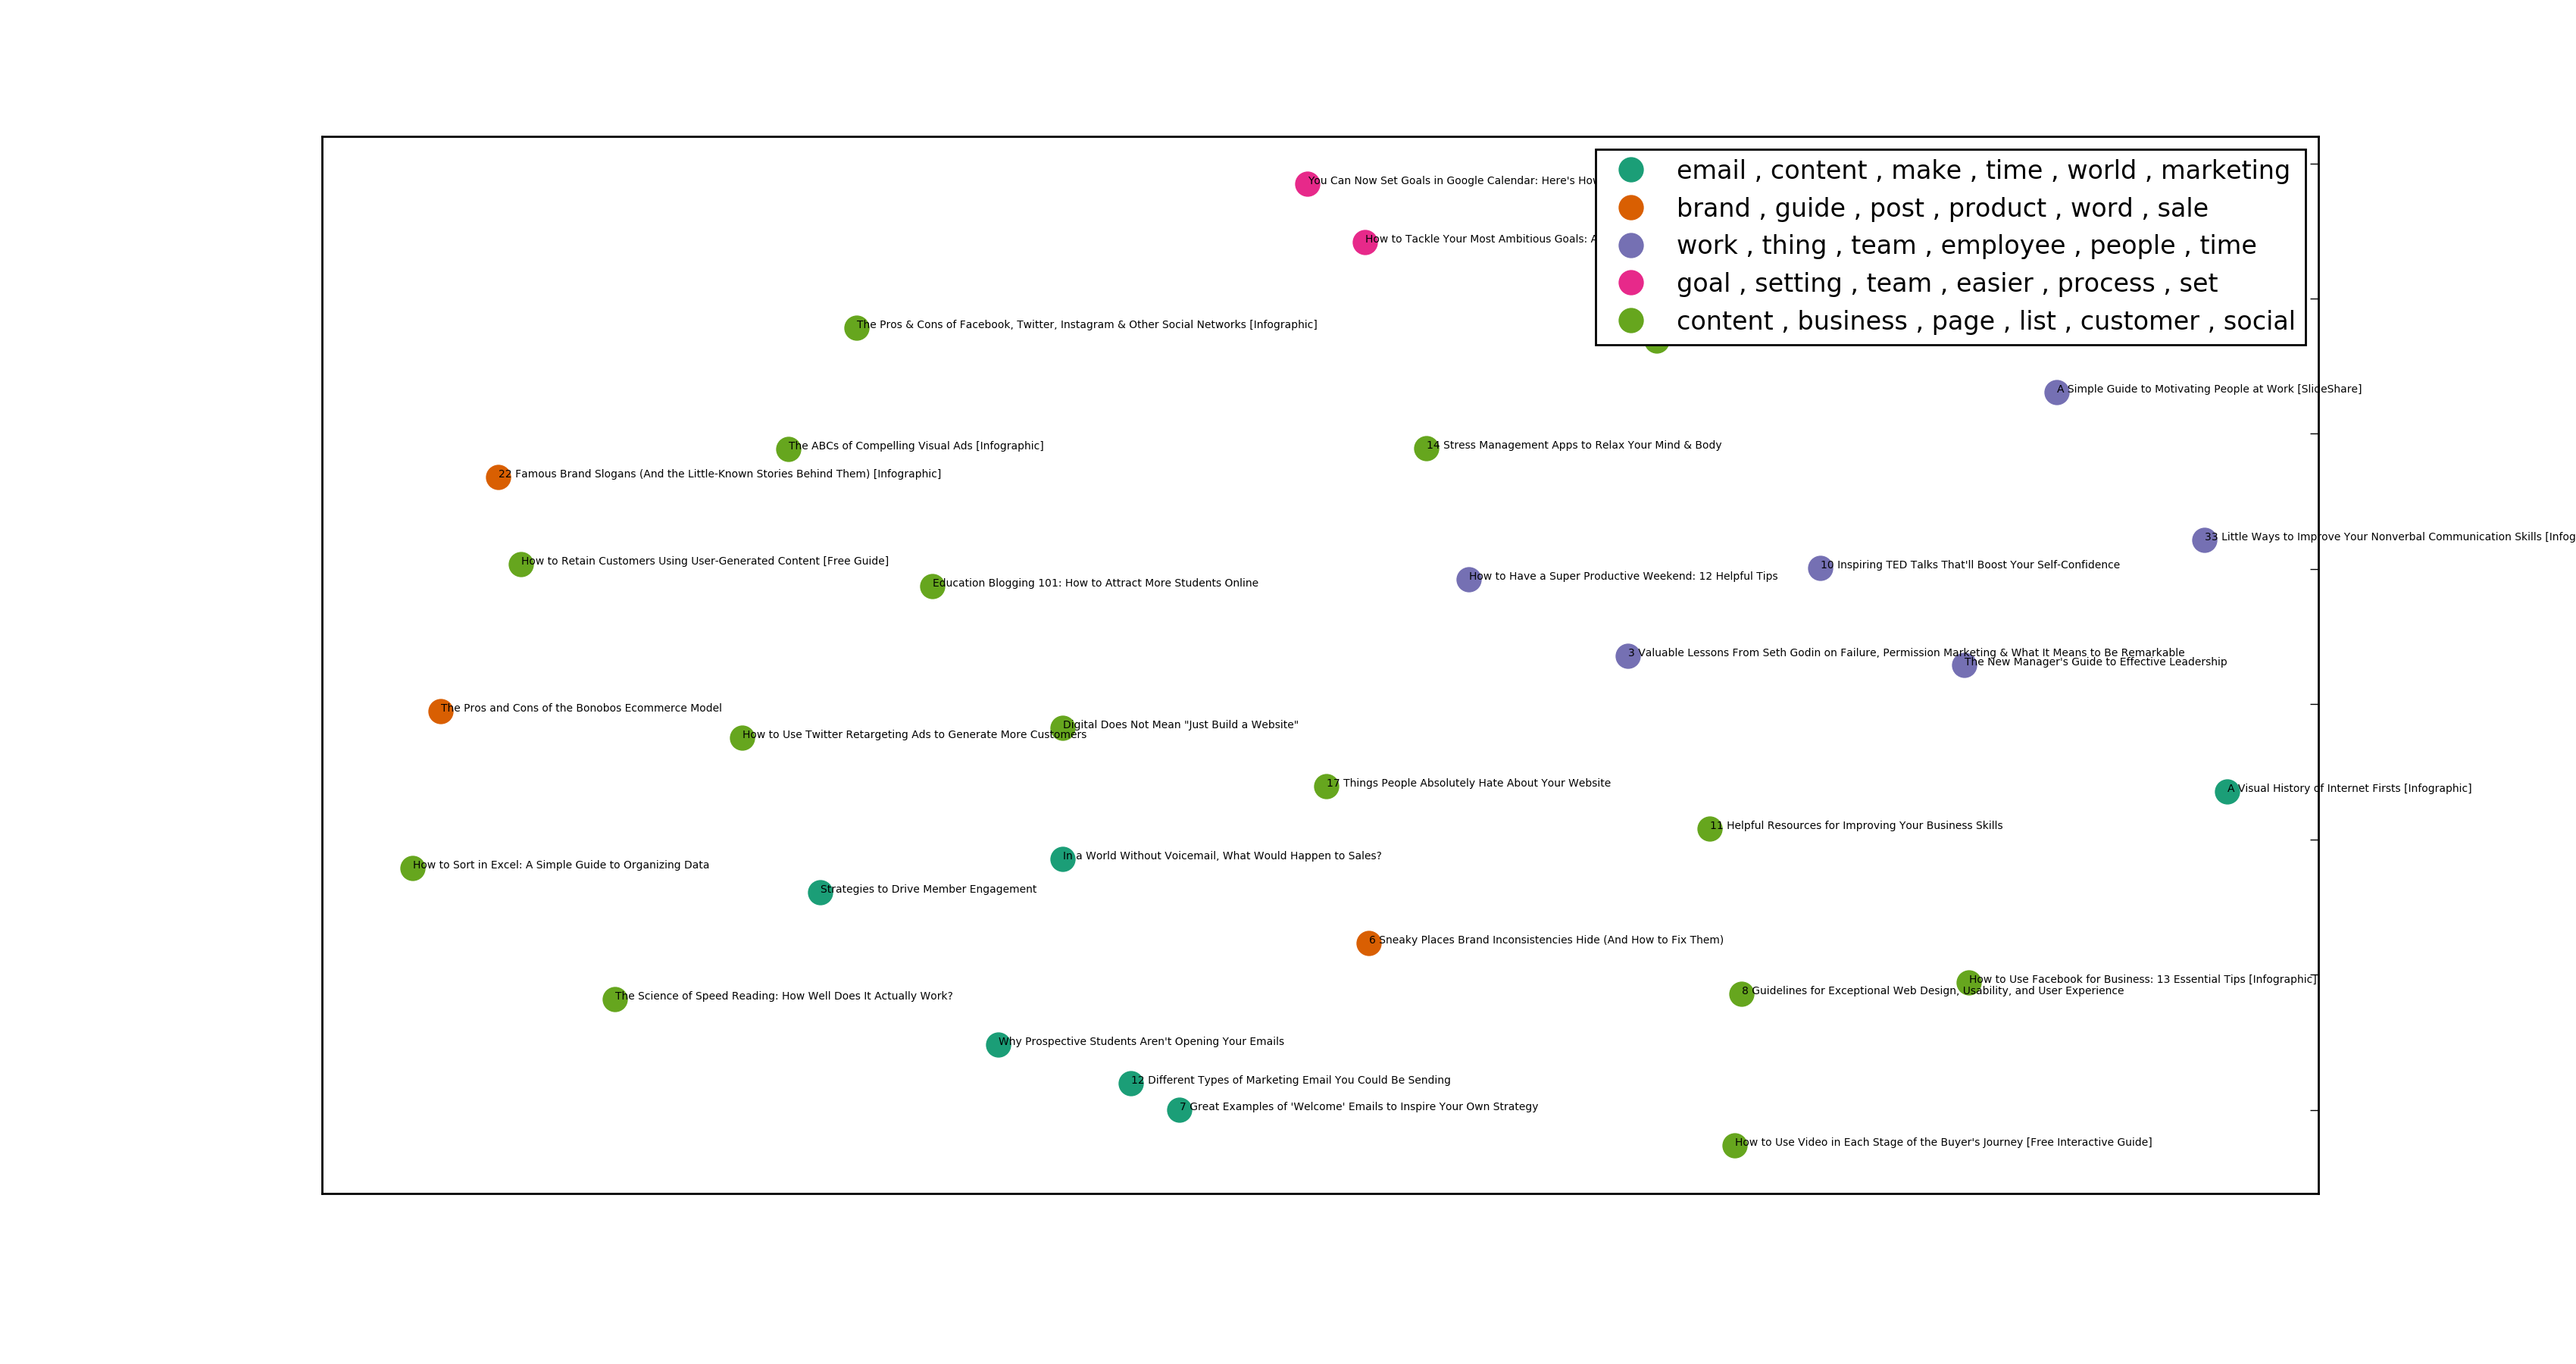 You Can Now Set Goals in Google Calendar: Here's How
email , content , make , time , world , marketing
brand , guide , post , product , word , sale
How to Tackle Your Most Ambitious Goals: A
work , thing , team , employee , people , time
goal , setting , team , easier , process , set
content , business , page , list , customer , social
The Pros & Cons of Facebook, Twitter, Instagram & Other Social Networks [Infographic]
A Simple Guide to Motivating People at Work [SlideShare]
The ABCs of Compelling Visual Ads [Infographic]
14 Stress Management Apps to Relax Your Mind & Body
22 Famous Brand Slogans (And the Little-Known Stories Behind Them) [Infographic]
33 Little Ways to Improve Your Nonverbal Communication Skills [Infog
How to Retain Customers Using User-Generated Content [Free Guide]
10 Inspiring TED Talks That'll Boost Your Self-Confidence
How to Have a Super Productive Weekend: 12 Helpful Tips
Education Blogging 101: How to Attract More Students Online
3 Valuable Lessons From Seth Godin on Failure, Permission Marketing & What It Means to Be Remarkable
The New Manager's Guide to Effective Leadership
The Pros and Cons of the Bonobos Ecommerce Model
Digital Does Not Mean "Just Build a Website"
How to Use Twitter Retargeting Ads to Generate More Customers
17 Things People Absolutely Hate About Your Website
A Visual History of Internet Firsts [Infographic]
11 Helpful Resources for Improving Your Business Skills
In a World Without Voicemail, What Would Happen to Sales?
How to Sort in Excel: A Simple Guide to Organizing Data
Strategies to Drive Member Engagement
6 Sneaky Places Brand Inconsistencies Hide (And How to Fix Them)
How to Use Facebook for Business: 13 Essential Tips [Infographic]
8 Guidelines for Exceptional Web Design, Usability, and User Experience
The Science of Speed Reading: How Well Does It Actually Work?
Why Prospective Students Aren't Opening Your Emails
12 Different Types of Marketing Email You Could Be Sending
7 Great Examples of 'Welcome' Emails to Inspire Your Own Strategy
How to Use Video in Each Stage of the Buyer's Journey [Free Interactive Guide]